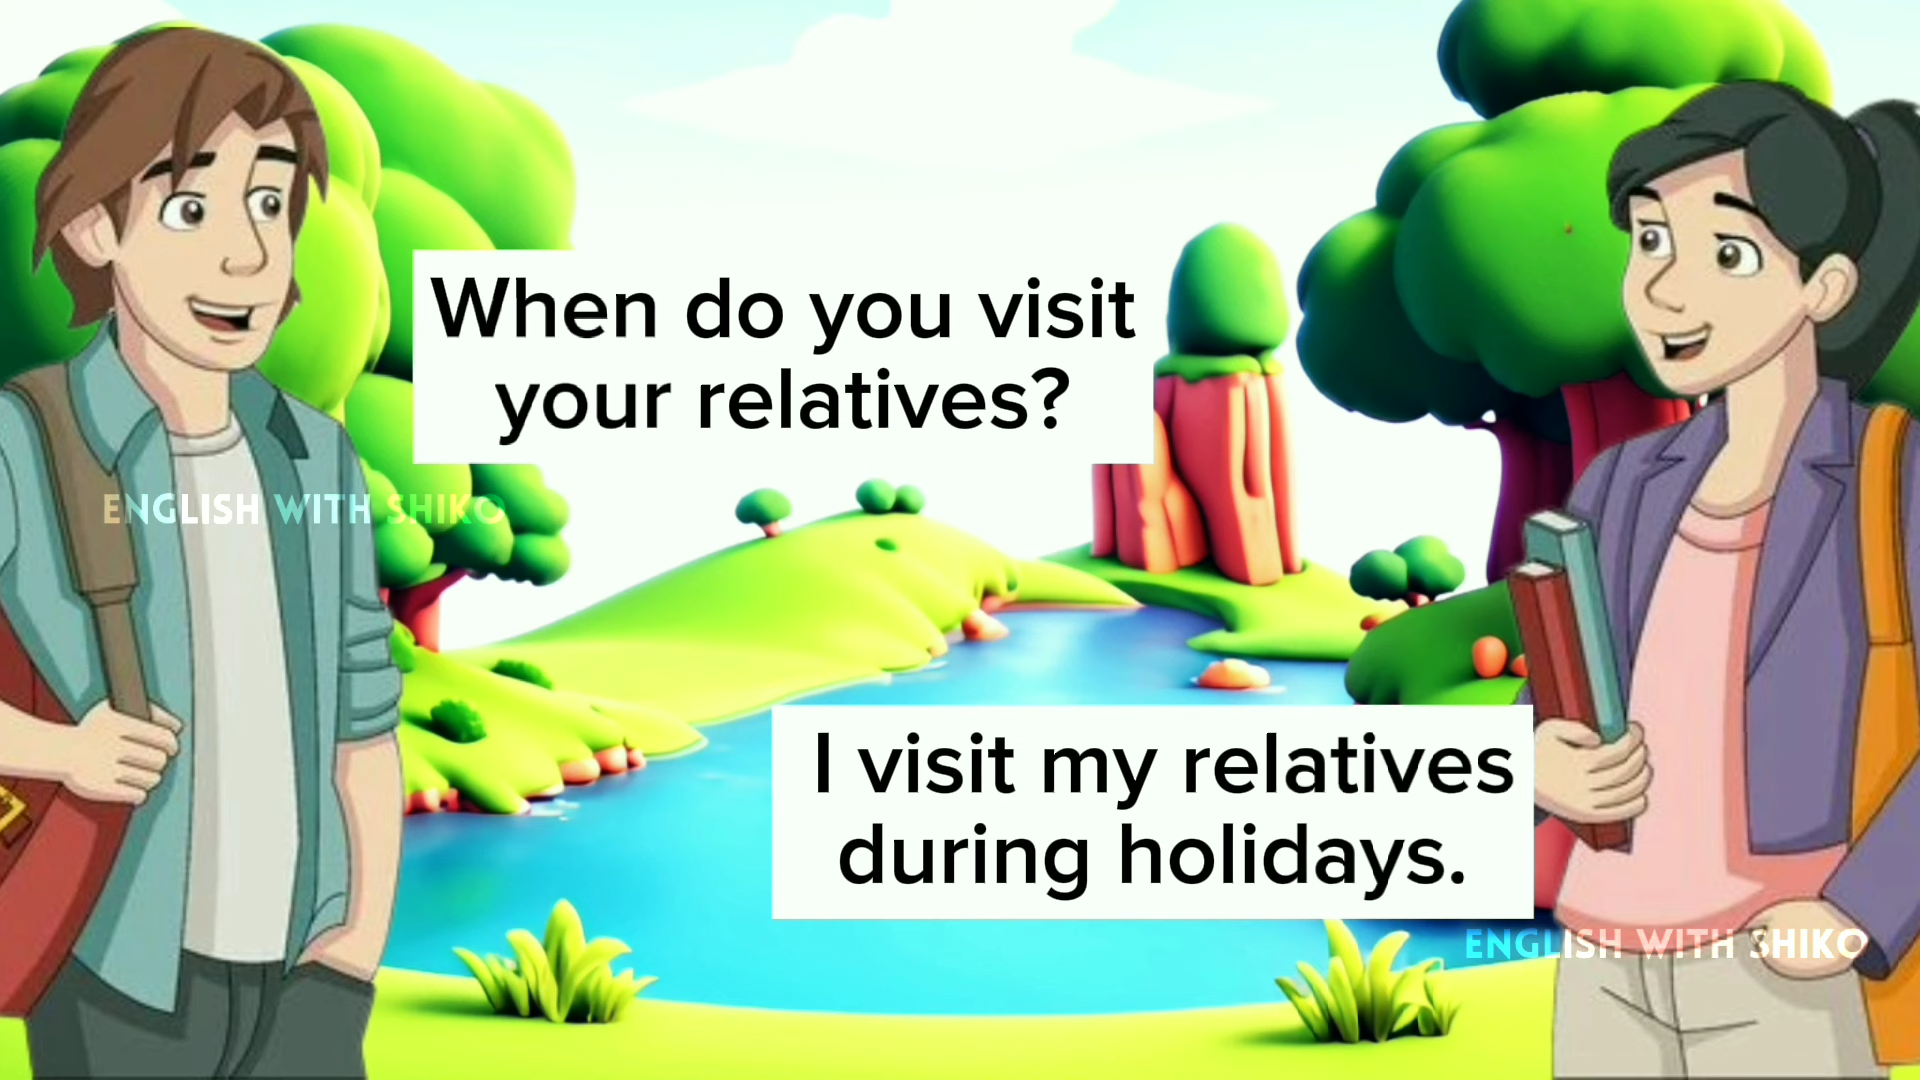 When do you visit
your relatives?
ENGLISH WITH SHIKO
I visit my relatives
during holidays.
ENGLISH WITH SHIKO